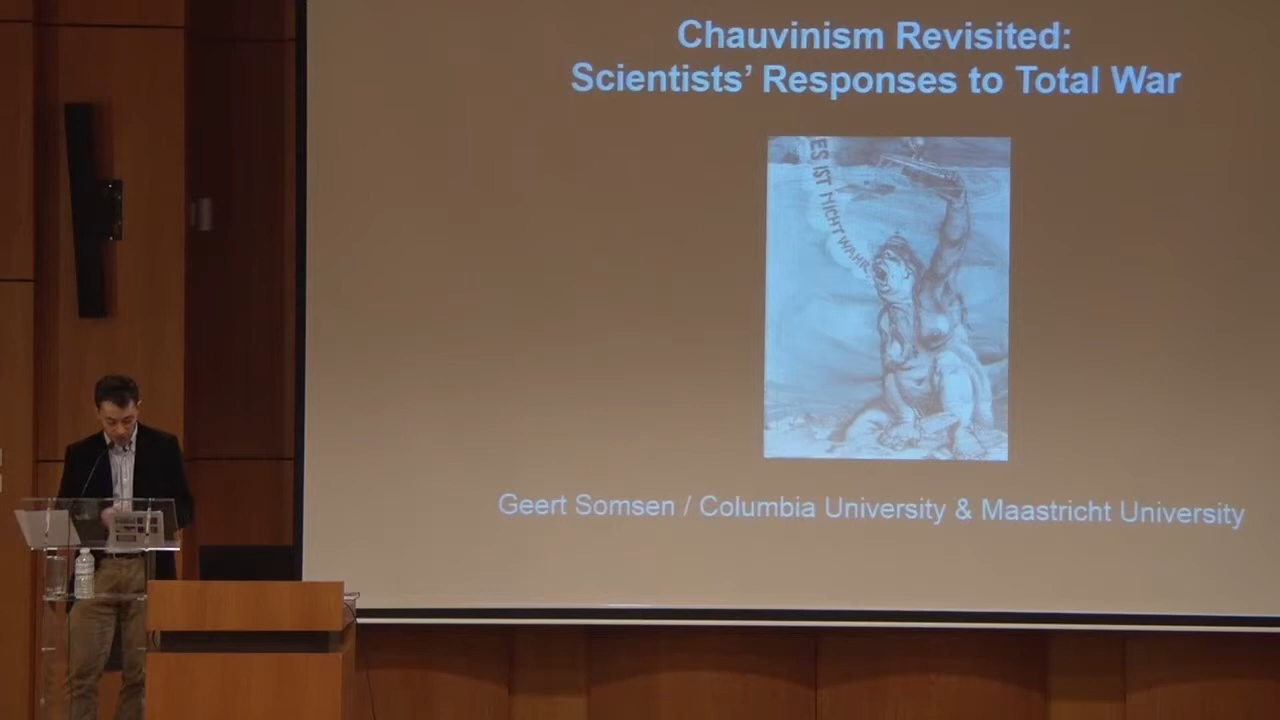 Chauvinism Revisited:
Scientists’ Responses to Total War
ES IST NICHT WAHR
Geert Somsen / Columbia University & Maastricht University